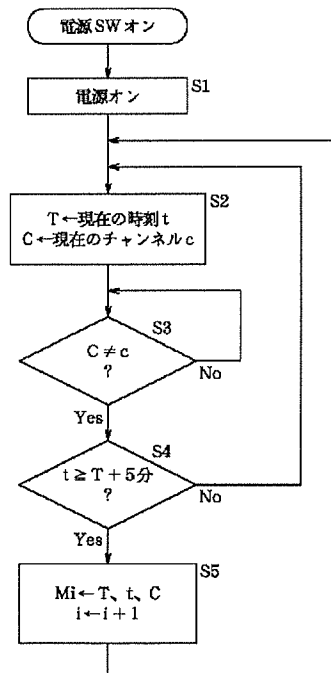 電源SWオン
電源オン
S1
S2
T←現在の時刻t
C←現在のチャンネルc
S3
C≠c
?
No
Yes
S4
t≧T+5分
?
No
Yes
S5
Mi←T、t、C
i←i+1